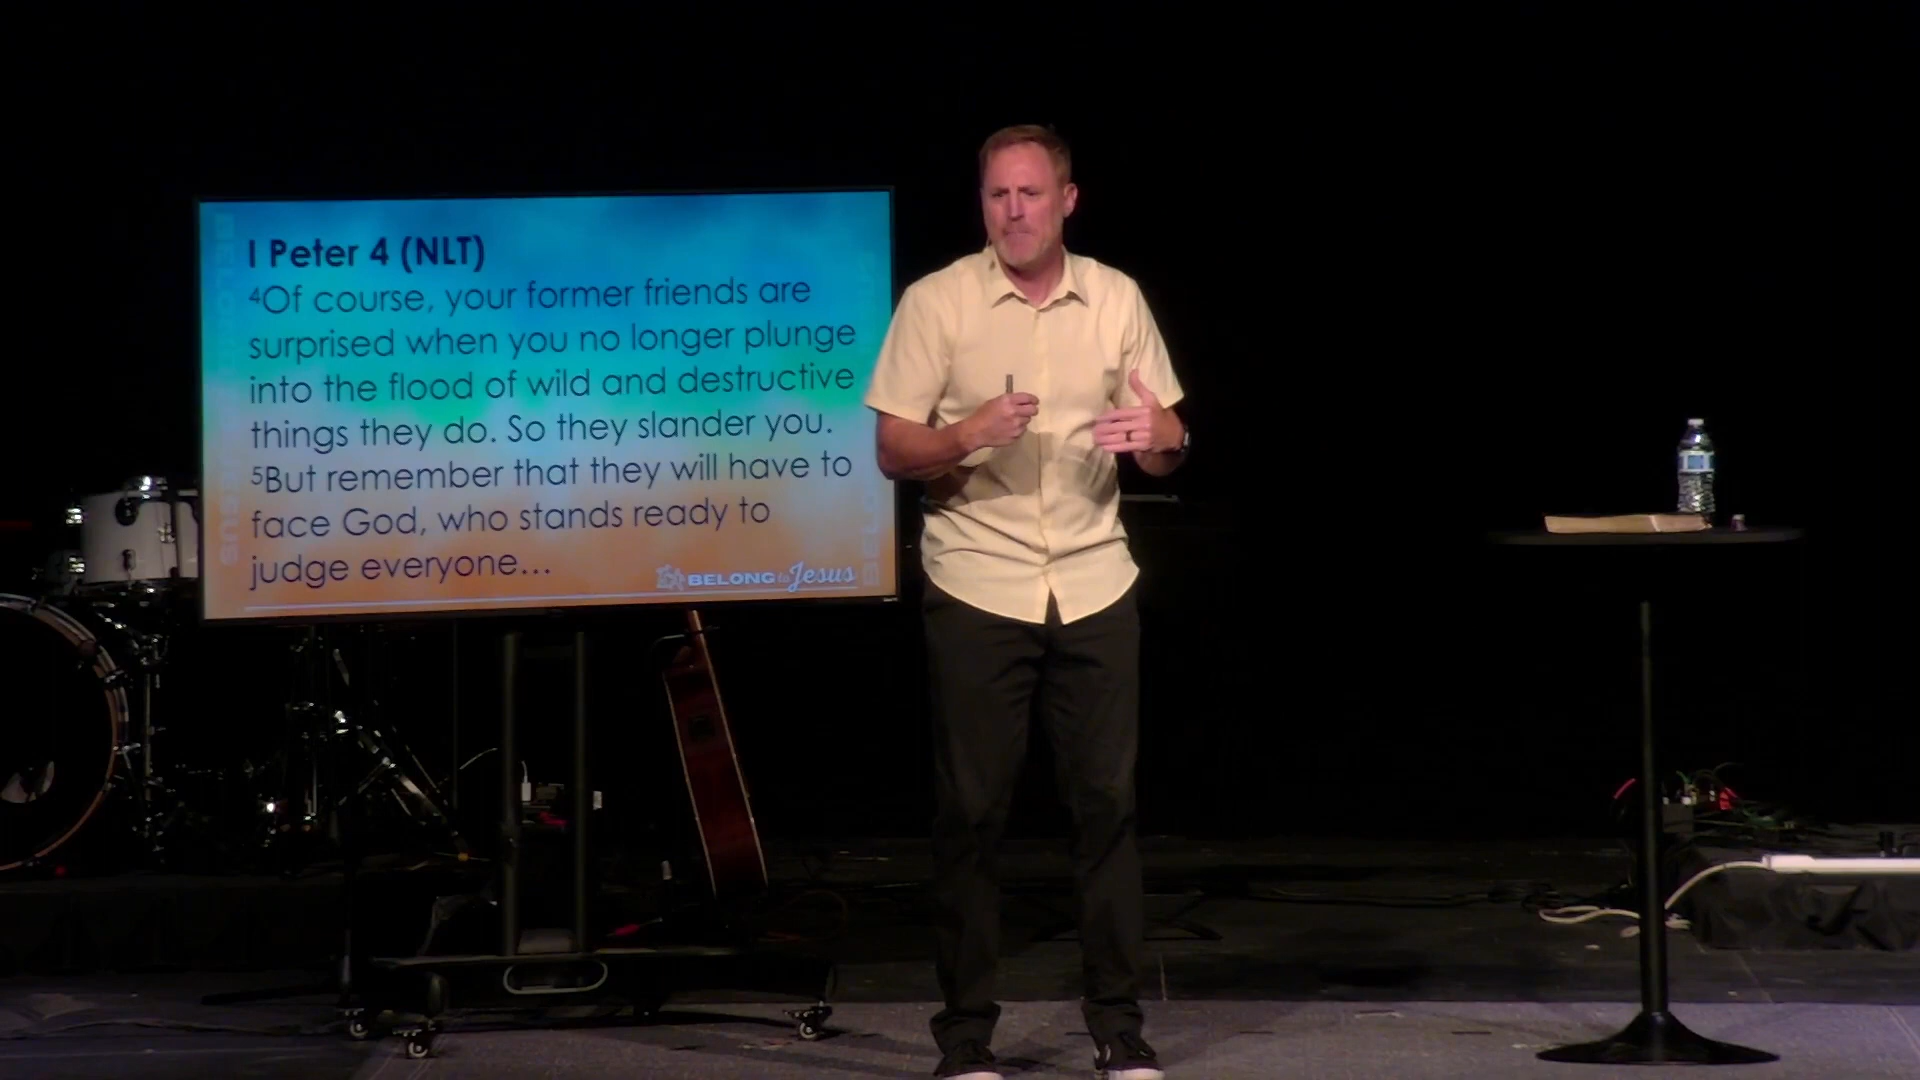 I Peter 4 (NLT)
⁴Of course, your former friends are
surprised when you no longer plunge
into the flood of wild and destructive
things they do. So they slander you.
⁵But remember that they will have to
face God, who stands ready to
judge everyone...
BELONG to Jesus